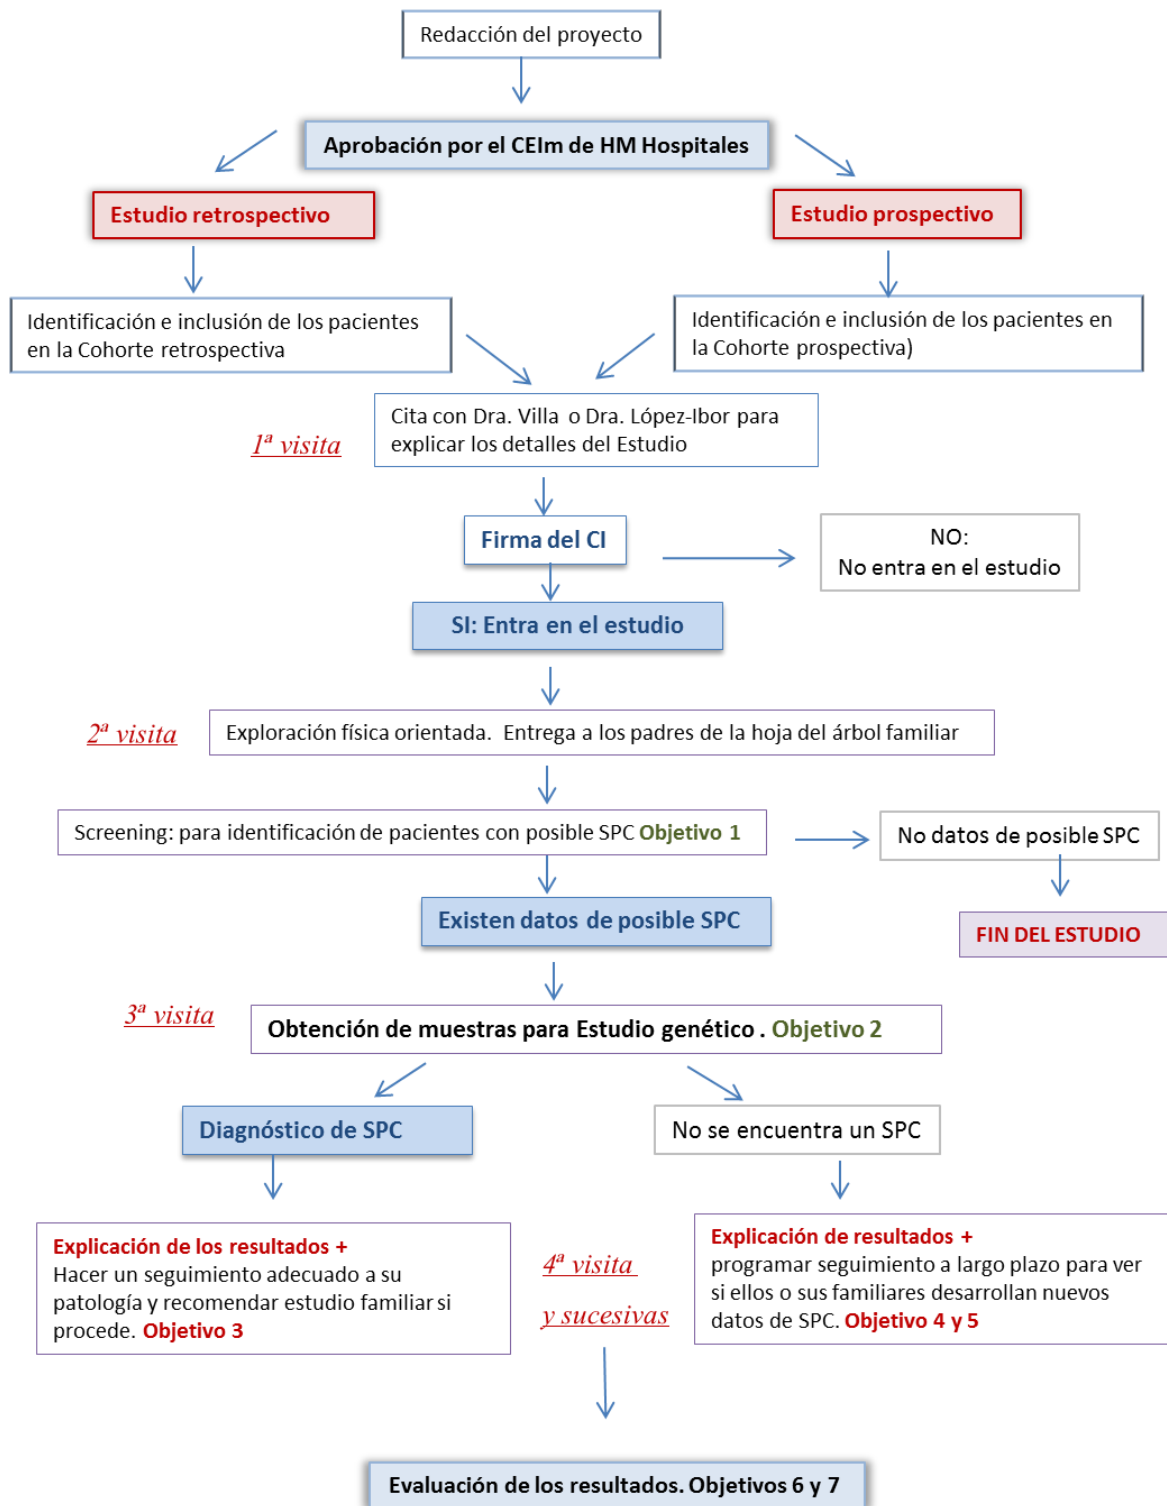 Redacción del proyecto
Aprobación por el CEIm de HM Hospitales
Estudio retrospectivo
Estudio prospectivo
Identificación e inclusión de los pacientes
en la Cohorte retrospectiva
Identificación e inclusión de los pacientes en
la Cohorte prospectiva)
1ª visita
Cita con Dra. Villa o Dra. López-Ibor para
explicar los detalles del Estudio
Firma del CI
NO:
No entra en el estudio
SI: Entra en el estudio
2ª visita
Exploración física orientada. Entrega a los padres de la hoja del árbol familiar
Screening: para identificación de pacientes con posible SPC Objetivo 1
No datos de posible SPC
Existen datos de posible SPC
FIN DEL ESTUDIO
3ª visita
Obtención de muestras para Estudio genético . Objetivo 2
Diagnóstico de SPC
No se encuentra un SPC
Explicación de los resultados +
Hacer un seguimiento adecuado a su
patología y recomendar estudio familiar si
procede. Objetivo 3
4ª visita
y sucesivas
Explicación de resultados +
programar seguimiento a largo plazo para ver
si ellos o sus familiares desarrollan nuevos
datos de SPC. Objetivo 4 y 5
Evaluación de los resultados. Objetivos 6 y 7